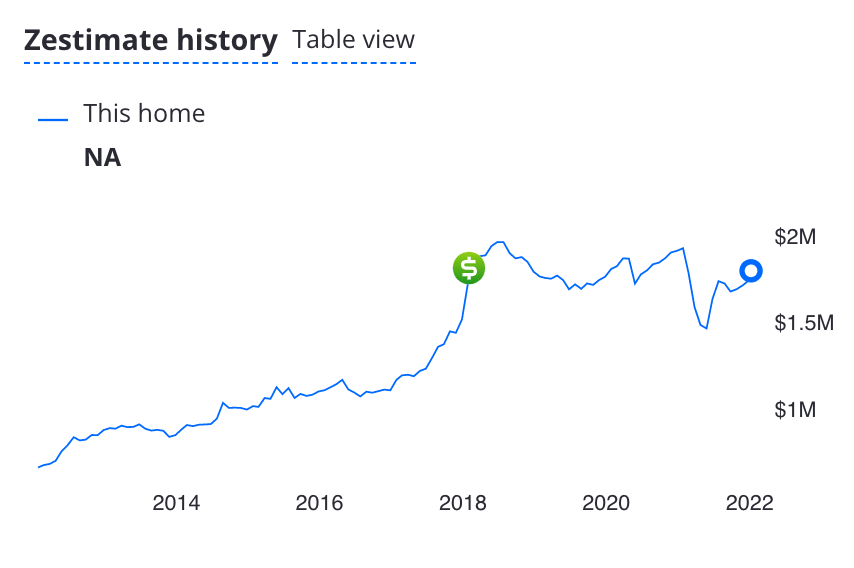 Zestimate history Table view
This home
NA
$2M
$
$1.5M
$1M
2014 2016 2018 2020 2022